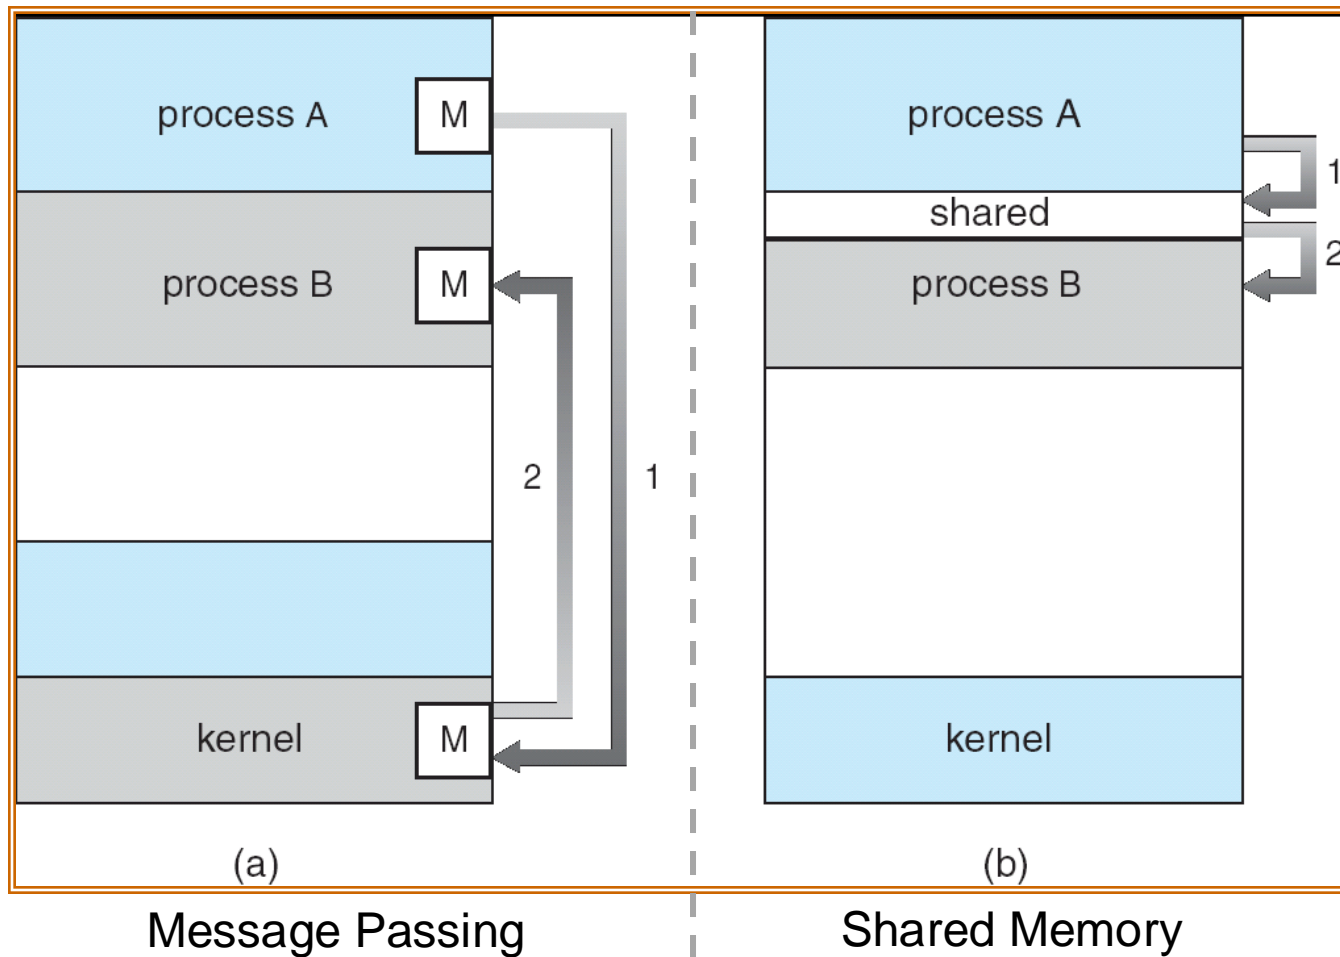 process A
M
process B
M
2
1
kernel
M
(a)
Message Passing
process A
1
shared
2
process B
kernel
(b)
Shared Memory